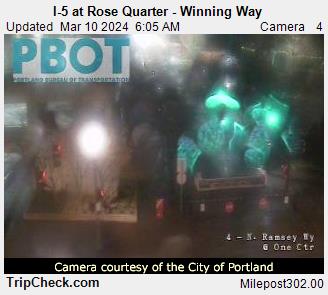 I-5 at Rose Quarter - Winning Way
Updated Mar 10 2024 6:05 AM Camera 4
PBOT
PORTLAND BUREAU OF TRANSPORTATION
4 - N. Ramsey Wy
@ One Ctr
Camera courtesy of the City of Portland
TripCheck.com Milepost302.00